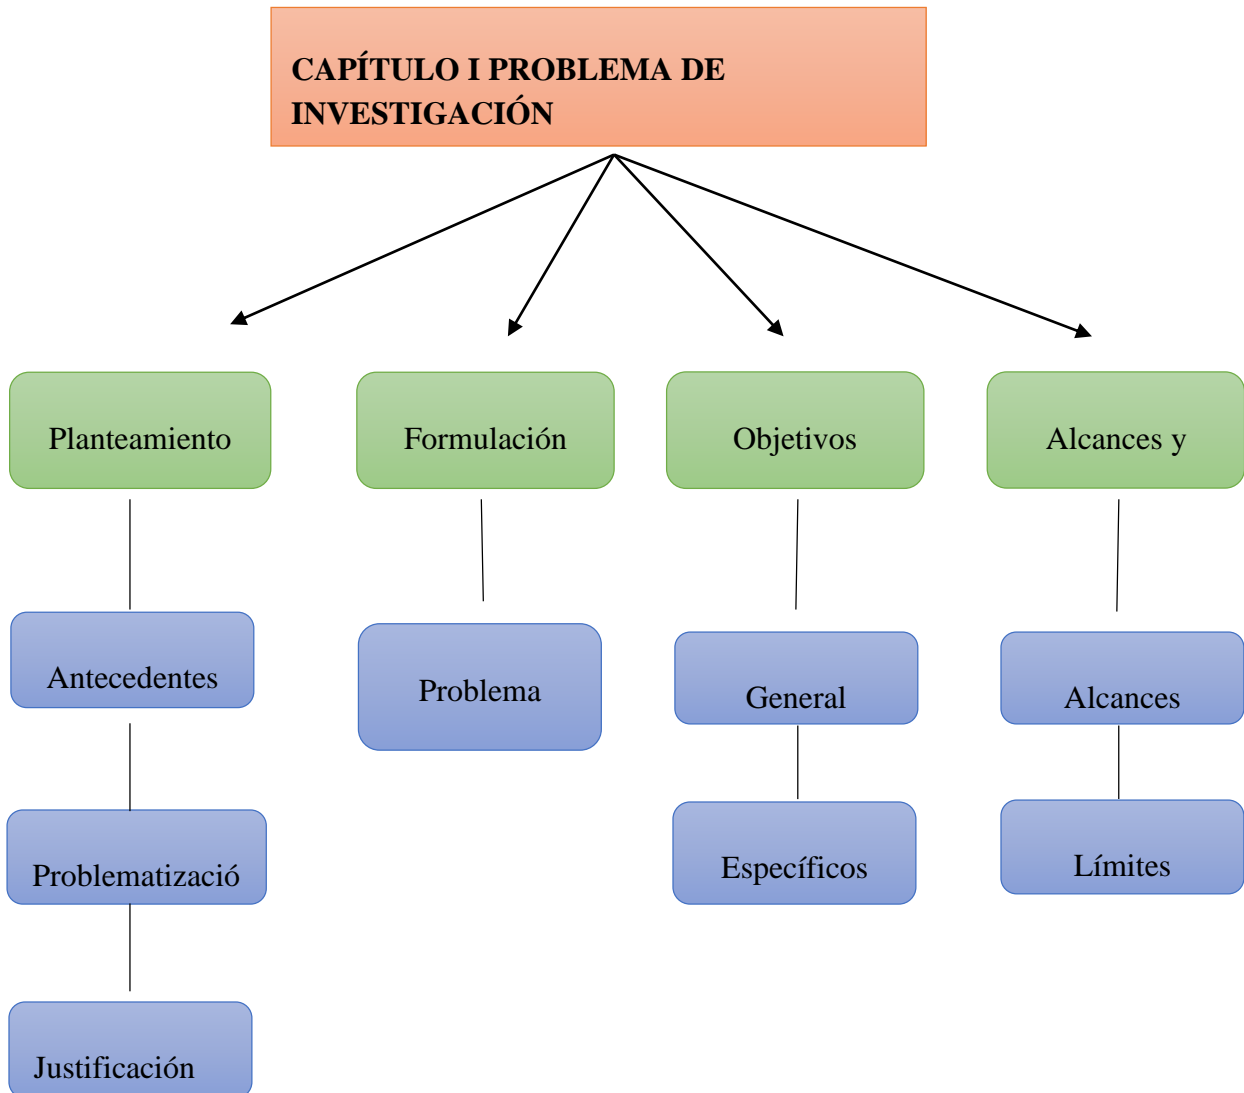 CAPÍTULO I PROBLEMA DE
INVESTIGACIÓN
Planteamiento
Formulación
Objetivos
Alcances y
Antecedentes
Problema
General
Alcances
Problematizació
Específicos
Límites
Justificación